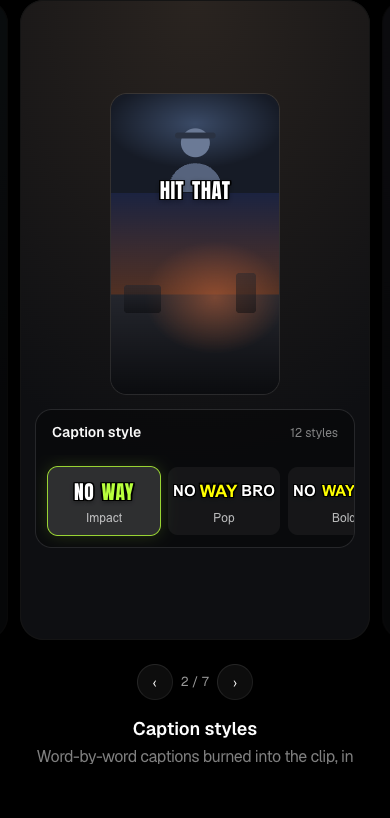 HIT THAT
Caption style
12 styles
NO WAY
Impact
NO WAY BRO
Pop
NO WAY
Bold
‹
2 / 7
›
Caption styles
Word-by-word captions burned into the clip, in